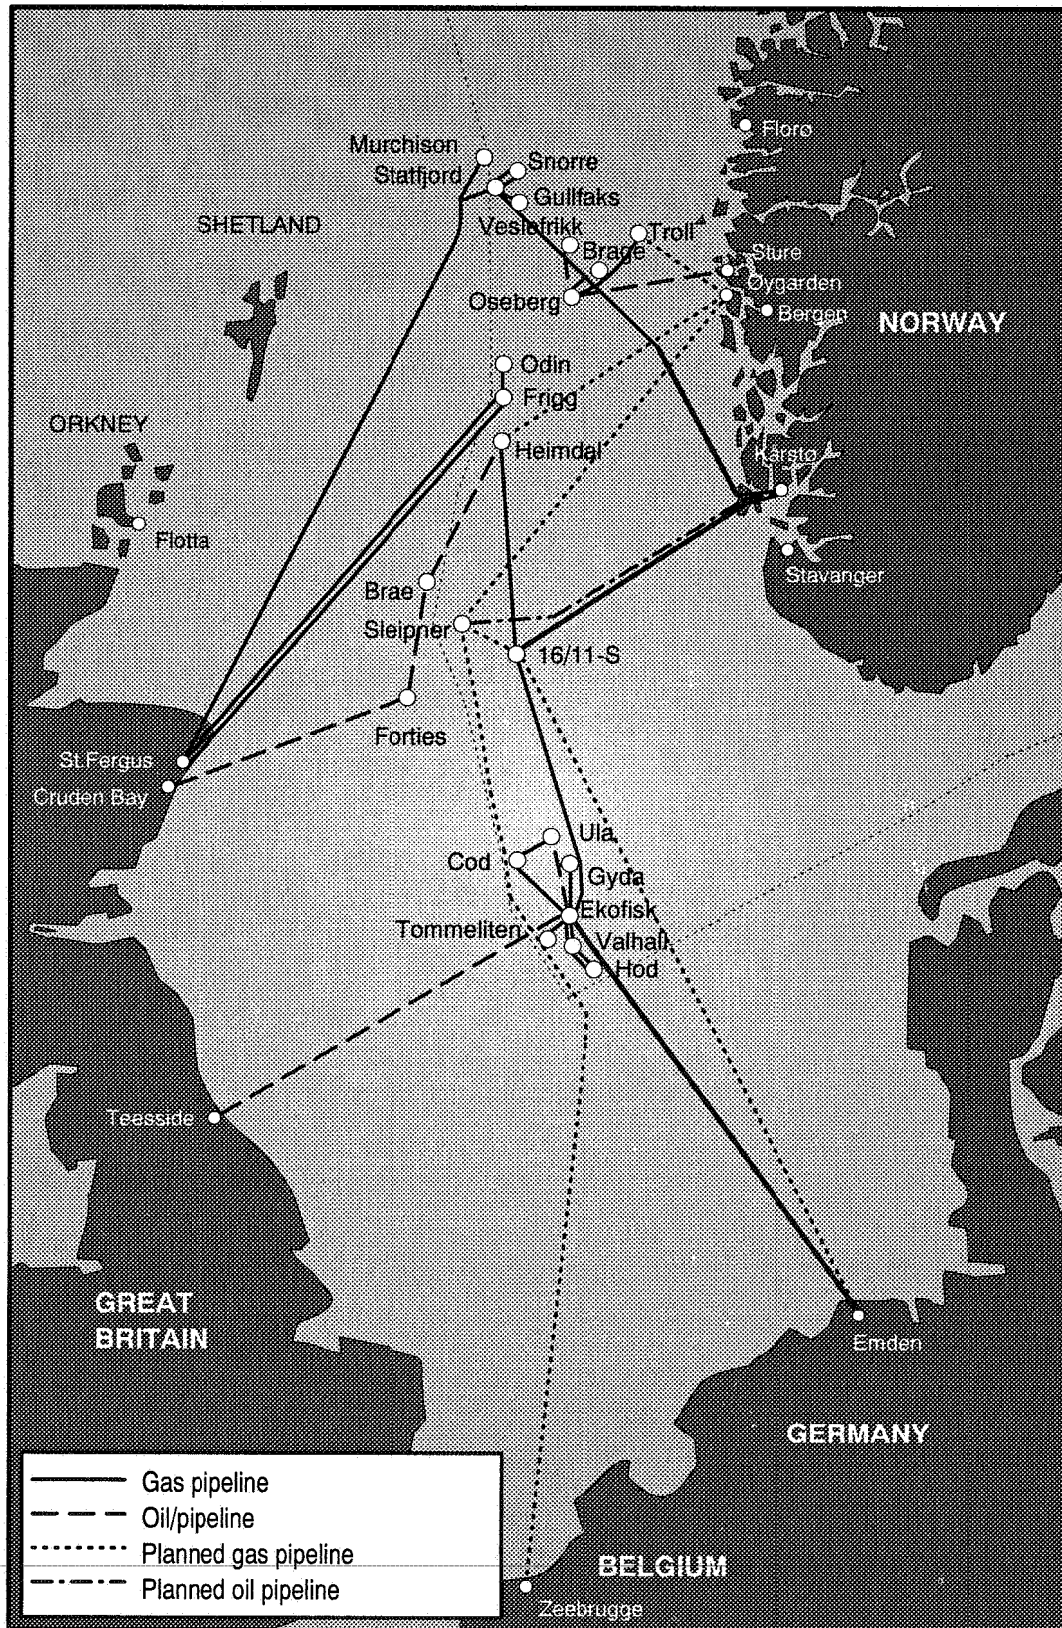 Florø
Murchison
Snorre
Statfjord
Gullfaks
SHETLAND
Veslefrikk
Troll
Brage
Sture
Øygarden
Oseberg
Bergen
NORWAY
Odin
Frigg
ORKNEY
Heimdal
Kårstø
Flotta
Stavanger
Brae
Sleipner
16/11-S
Forties
St.Fergus
Cruden Bay
Ula
Cod
Gyda
Ekofisk
Tommeliten
Valhall
Hod
Teesside
GREAT
BRITAIN
Emden
GERMANY
Gas pipeline
Oil/pipeline
Planned gas pipeline
Planned oil pipeline
BELGIUM
Zeebrugge